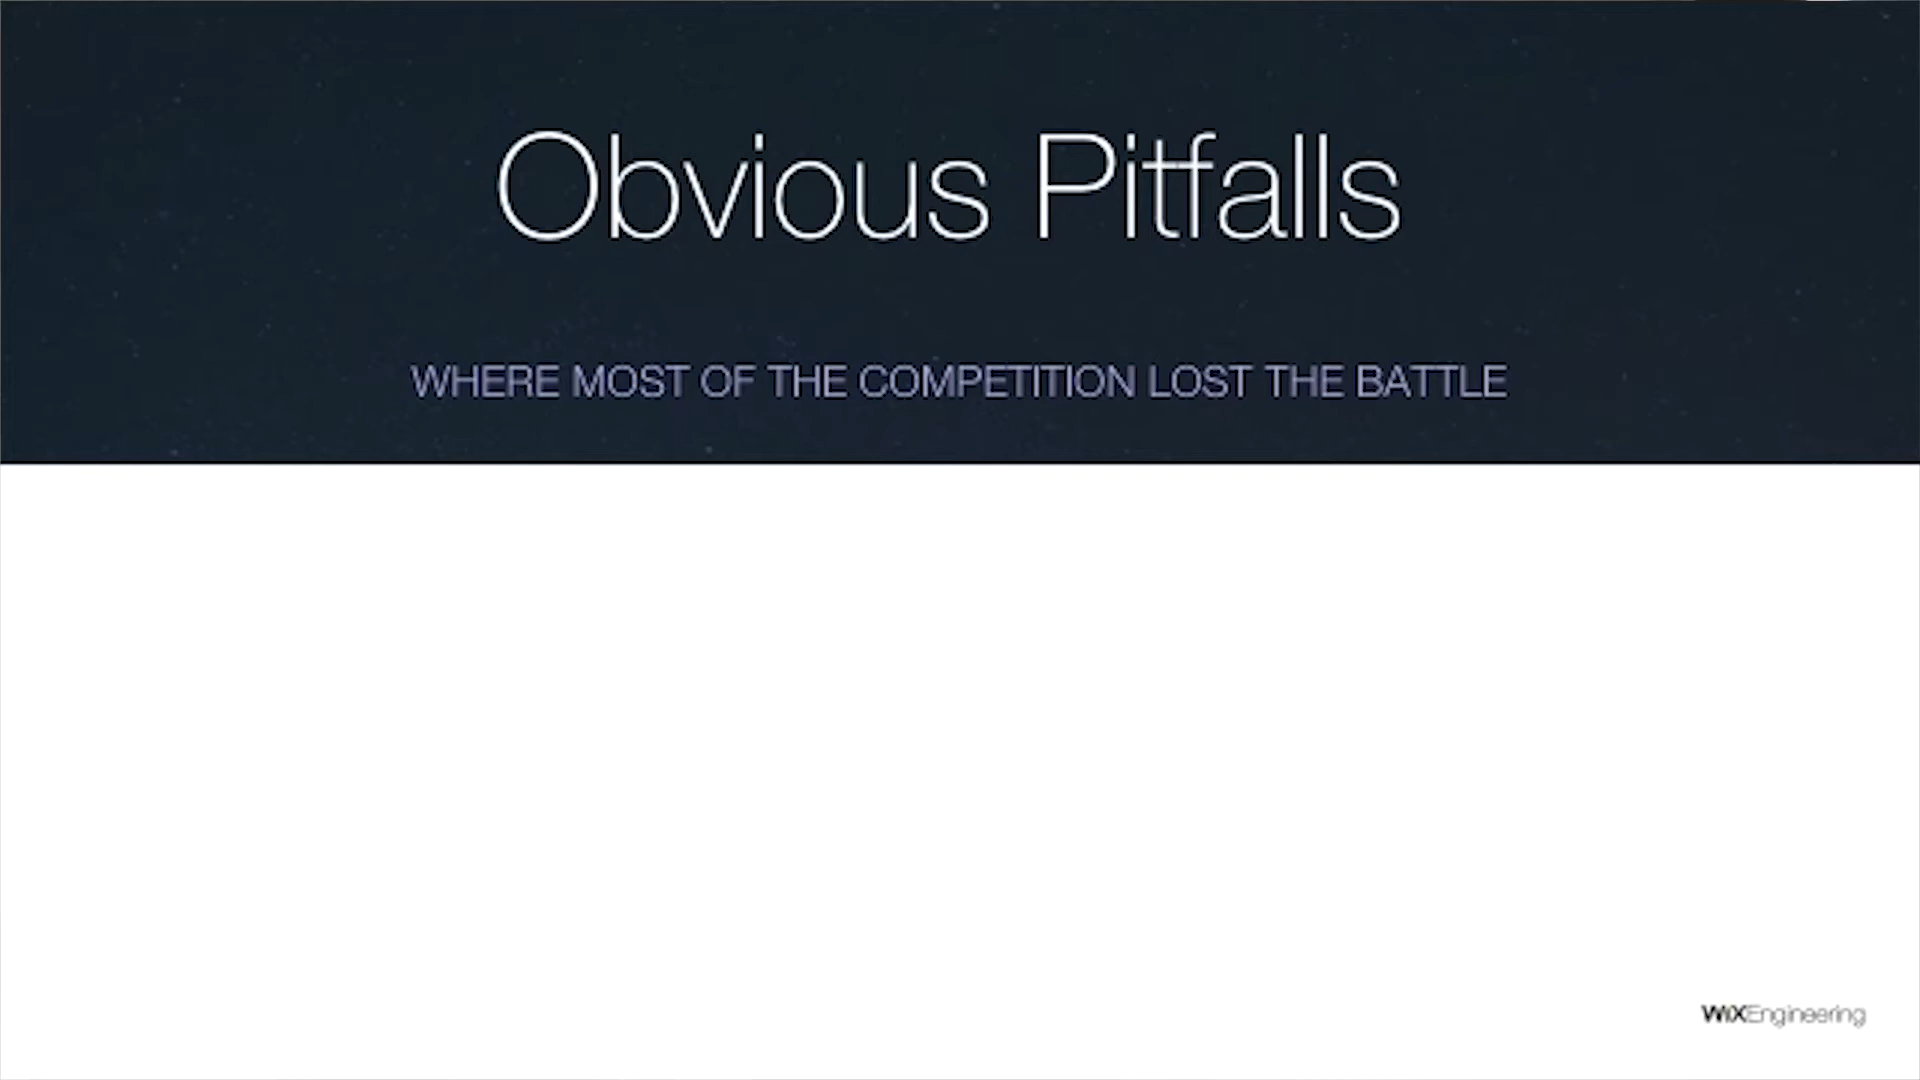 Obvious Pitfalls
WHERE MOST OF THE COMPETITION LOST THE BATTLE
WiXEngineering